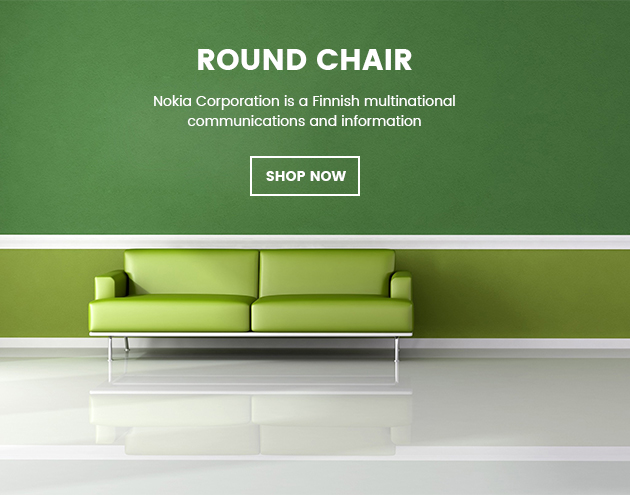 ROUND CHAIR
Nokia Corporation is a Finnish multinational
communications and information
SHOP NOW